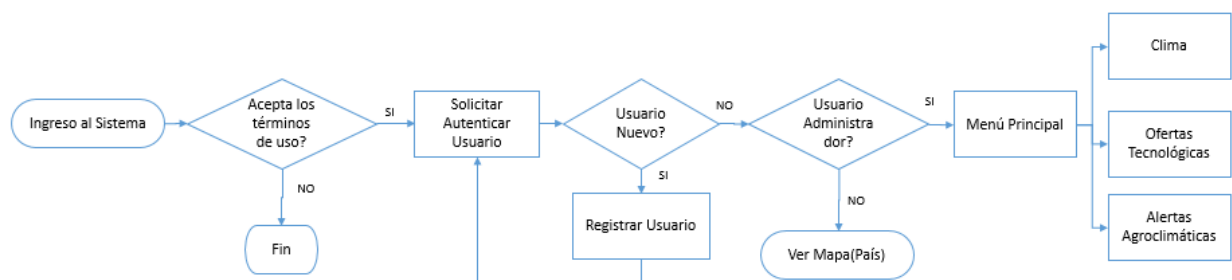 Ingreso al Sistema
Acepta los
términos
de uso?
SI
NO
Fin
Solicitar
Autenticar
Usuario
Usuario
Nuevo?
NO
SI
Registrar Usuario
Usuario
Administra
dor?
SI
NO
Ver Mapa(País)
Menú Principal
Clima
Ofertas
Tecnológicas
Alertas
Agroclimáticas